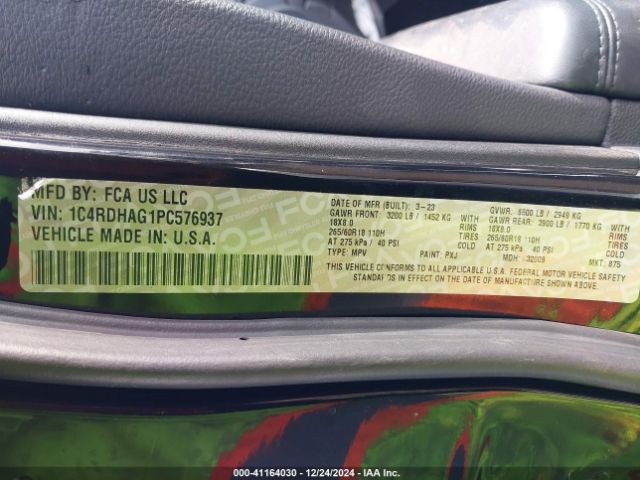 MFD BY: FCA US LLC
VIN: 1C4RDHAG1PC576937
VEHICLE MADE IN: U.S.A.
DATE OF MFR (BUILT): 3-23 GVWR: 6500 LB / 2949 KG
GAWR FRONT: 3200 LB / 1452 KG GAWR REAR: 3900 LB / 1770 KG
18X8.0 RIMS 18X8.0 RIMS
265/60R18 110H TIRES 265/60R18 110H TIRES
AT 275 kPa / 40 PSI COLD AT 275 kPa / 40 PSI COLD
TYPE: MPV PAINT: PXJ MDH: 32009 MKT: 875
THIS VEHICLE CONFORMS TO ALL APPLICABLE U.S.A. FEDERAL MOTOR VEHICLE SAFETY
STANDARDS IN EFFECT ON THE DATE OF MANUFACTURE SHOWN ABOVE.
000-41164030 - 12/24/2024 - IAA Inc.